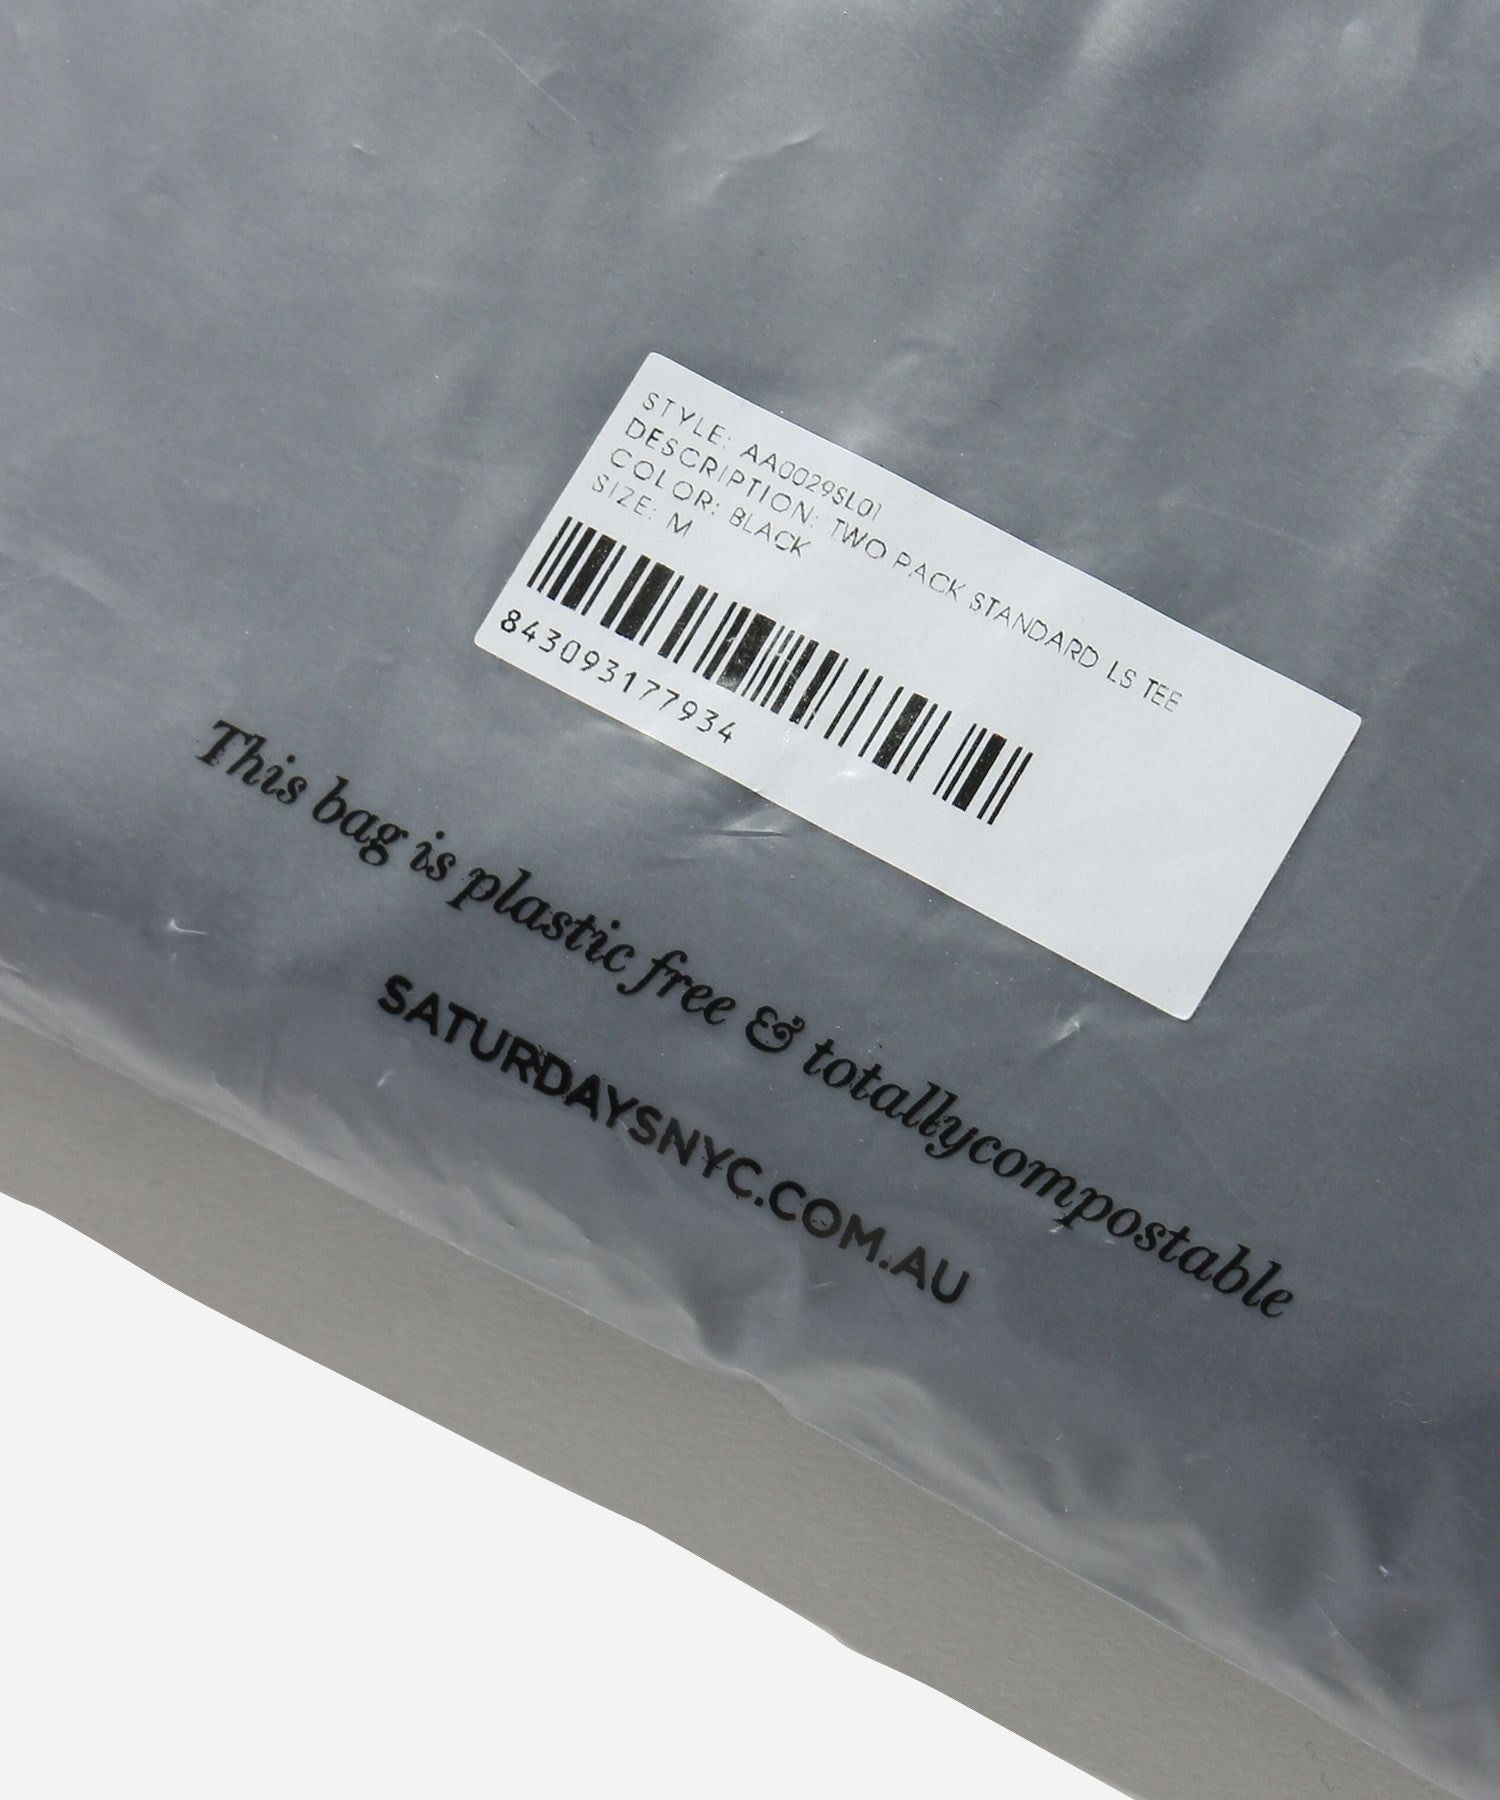 STYLE: AA0029SL01
DESCRIPTION: TWO PACK STANDARD LS TEE
COLOR: BLACK
SIZE: M
843093177934
This bag is plastic free & totallycompostable
SATURDAYSNYC.COM.AU